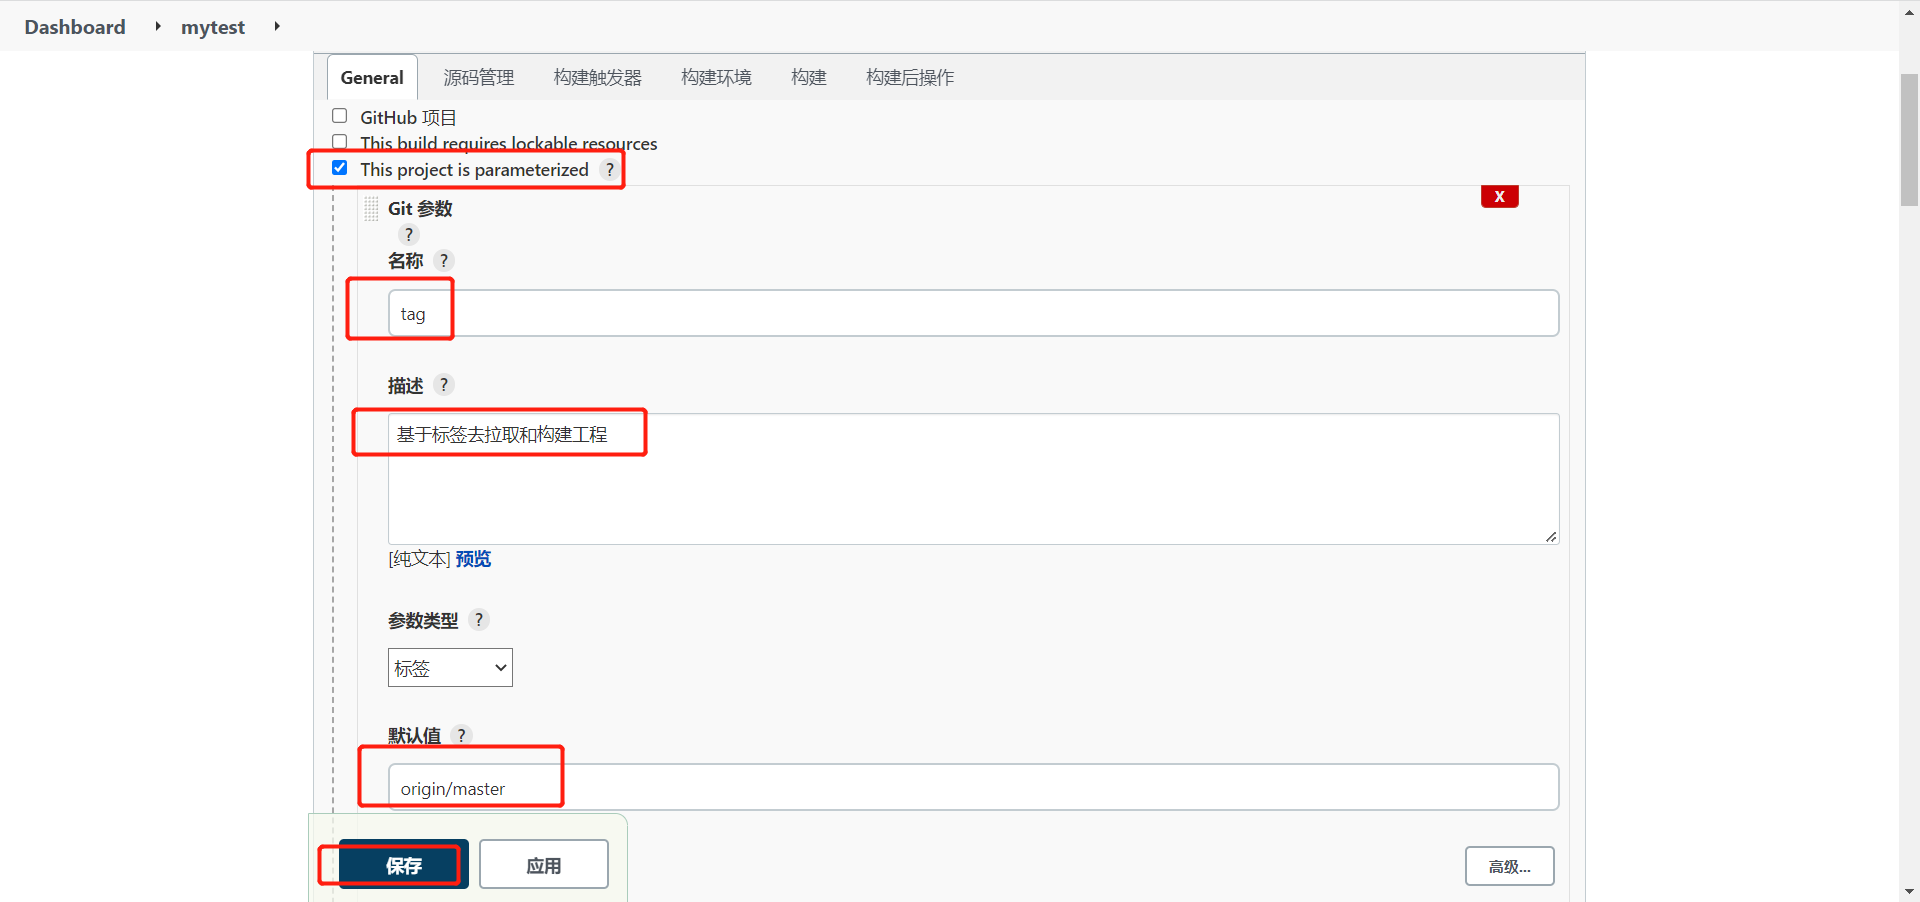 Dashboard mytest
General 源码管理 构建触发器 构建环境 构建 构建后操作
GitHub 项目
This build requires lockable resources
This project is parameterized ?
X
Git 参数
?
名称 ?
tag
描述 ?
基于标签去拉取和构建工程
[纯文本] 预览
参数类型 ?
标签
默认值 ?
origin/master
保存 应用 高级...